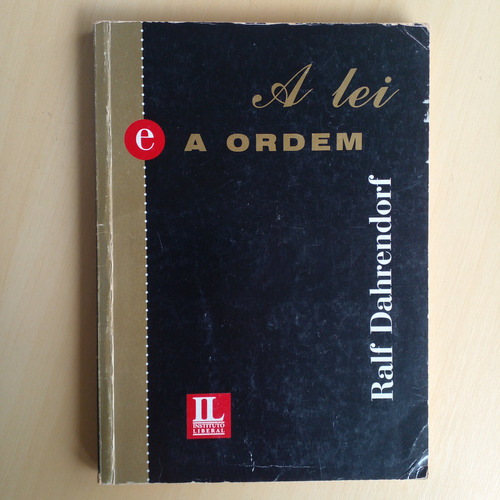 A lei
e A ORDEM
Ralf Dahrendorf
IL
INSTITUTO
LIBERAL